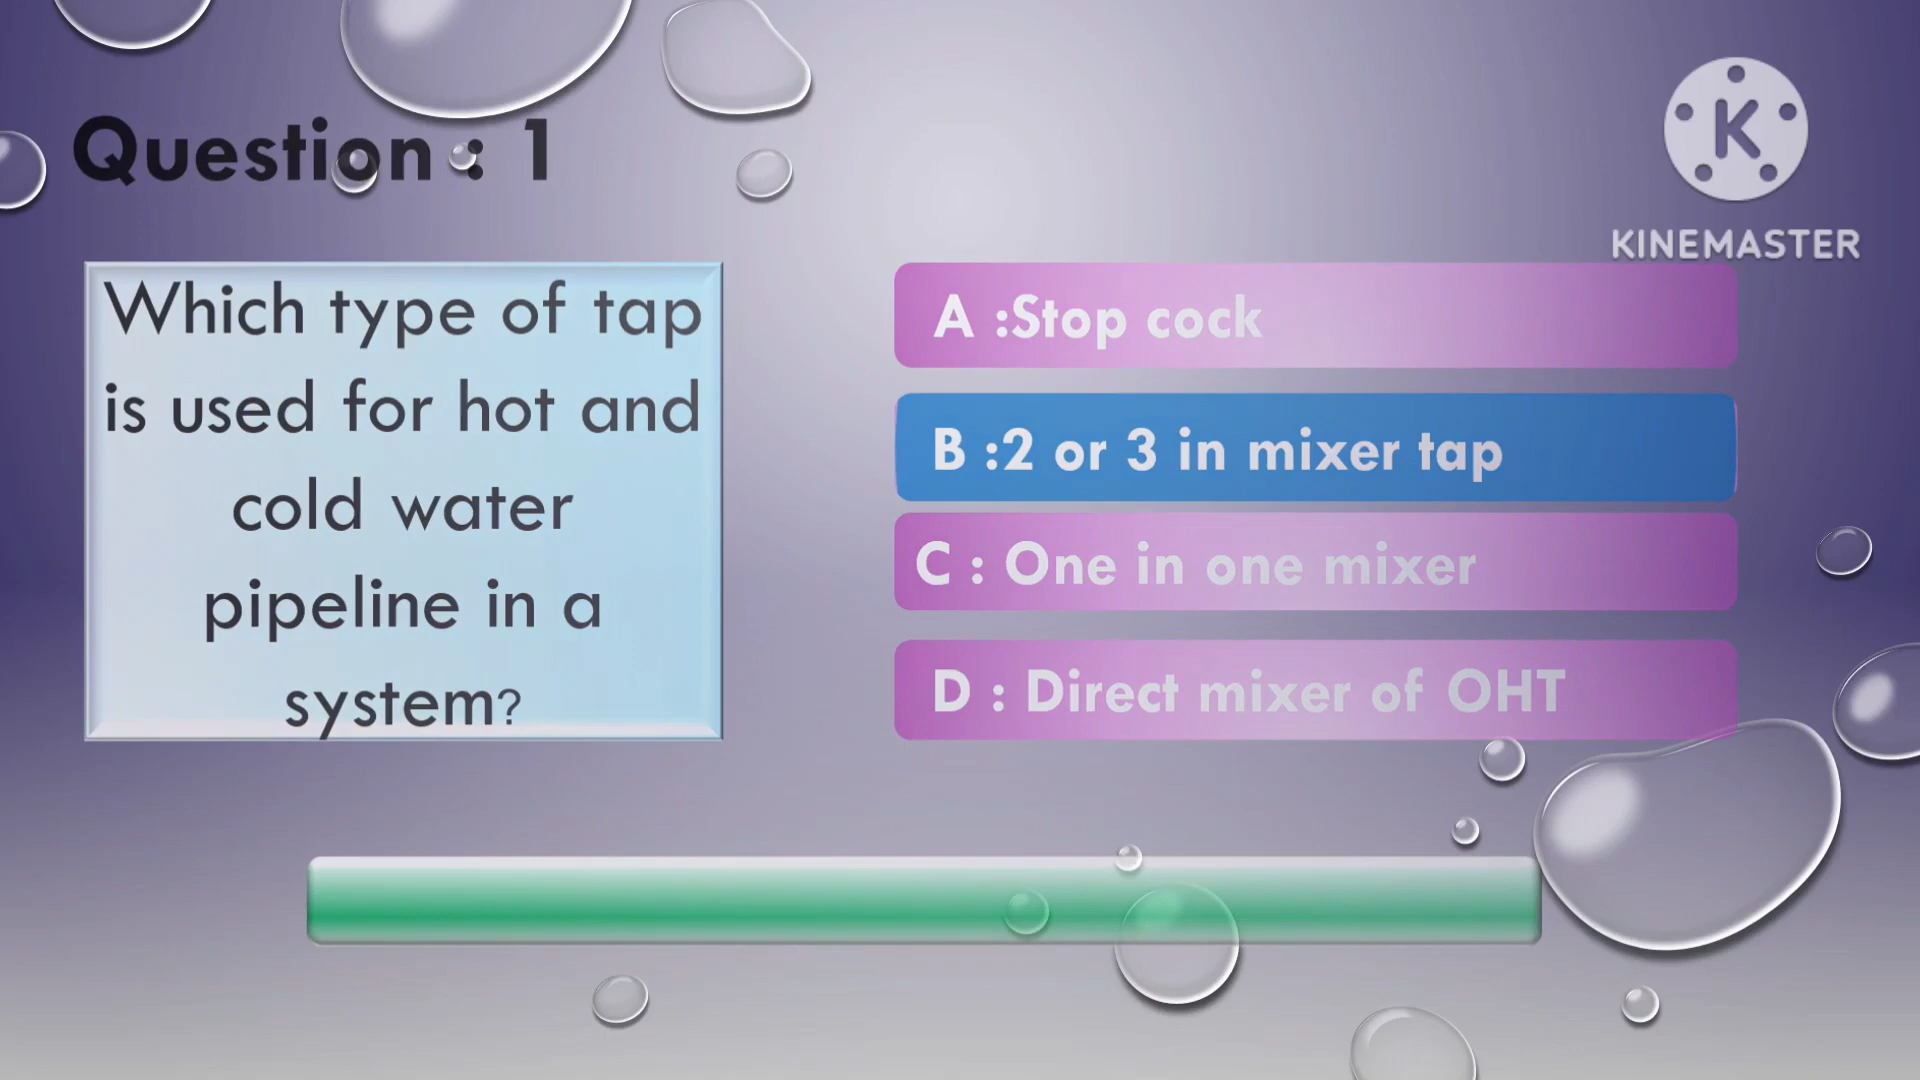 Question : 1
KINEMASTER
Which type of tap
is used for hot and
cold water
pipeline in a
system?
A :Stop cock
B :2 or 3 in mixer tap
C : One in one mixer
D : Direct mixer of OHT